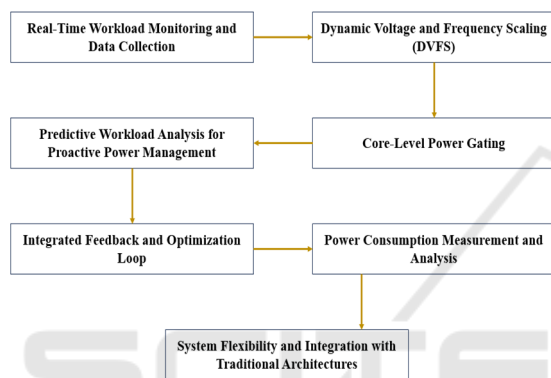 Real-Time Workload Monitoring and
Data Collection
Dynamic Voltage and Frequency Scaling
(DVFS)
Core-Level Power Gating
Predictive Workload Analysis for
Proactive Power Management
Integrated Feedback and Optimization
Loop
Power Consumption Measurement and
Analysis
System Flexibility and Integration with
Traditional Architectures